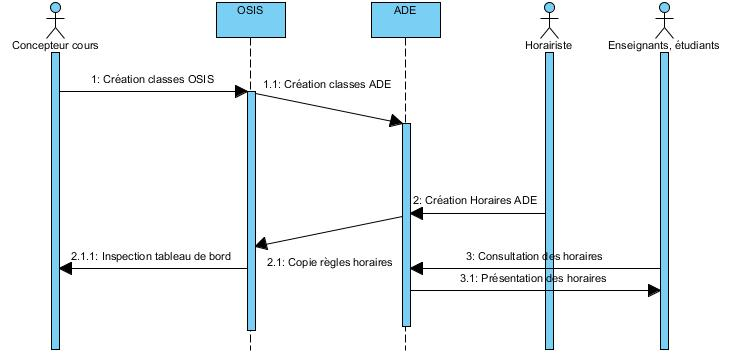 OSIS
ADE
Concepteur cours
Horairiste
Enseignants, étudiants
1: Création classes OSIS
1.1: Création classes ADE
2: Création Horaires ADE
2.1: Copie règles horaires
2.1.1: Inspection tableau de bord
3: Consultation des horaires
3.1: Présentation des horaires